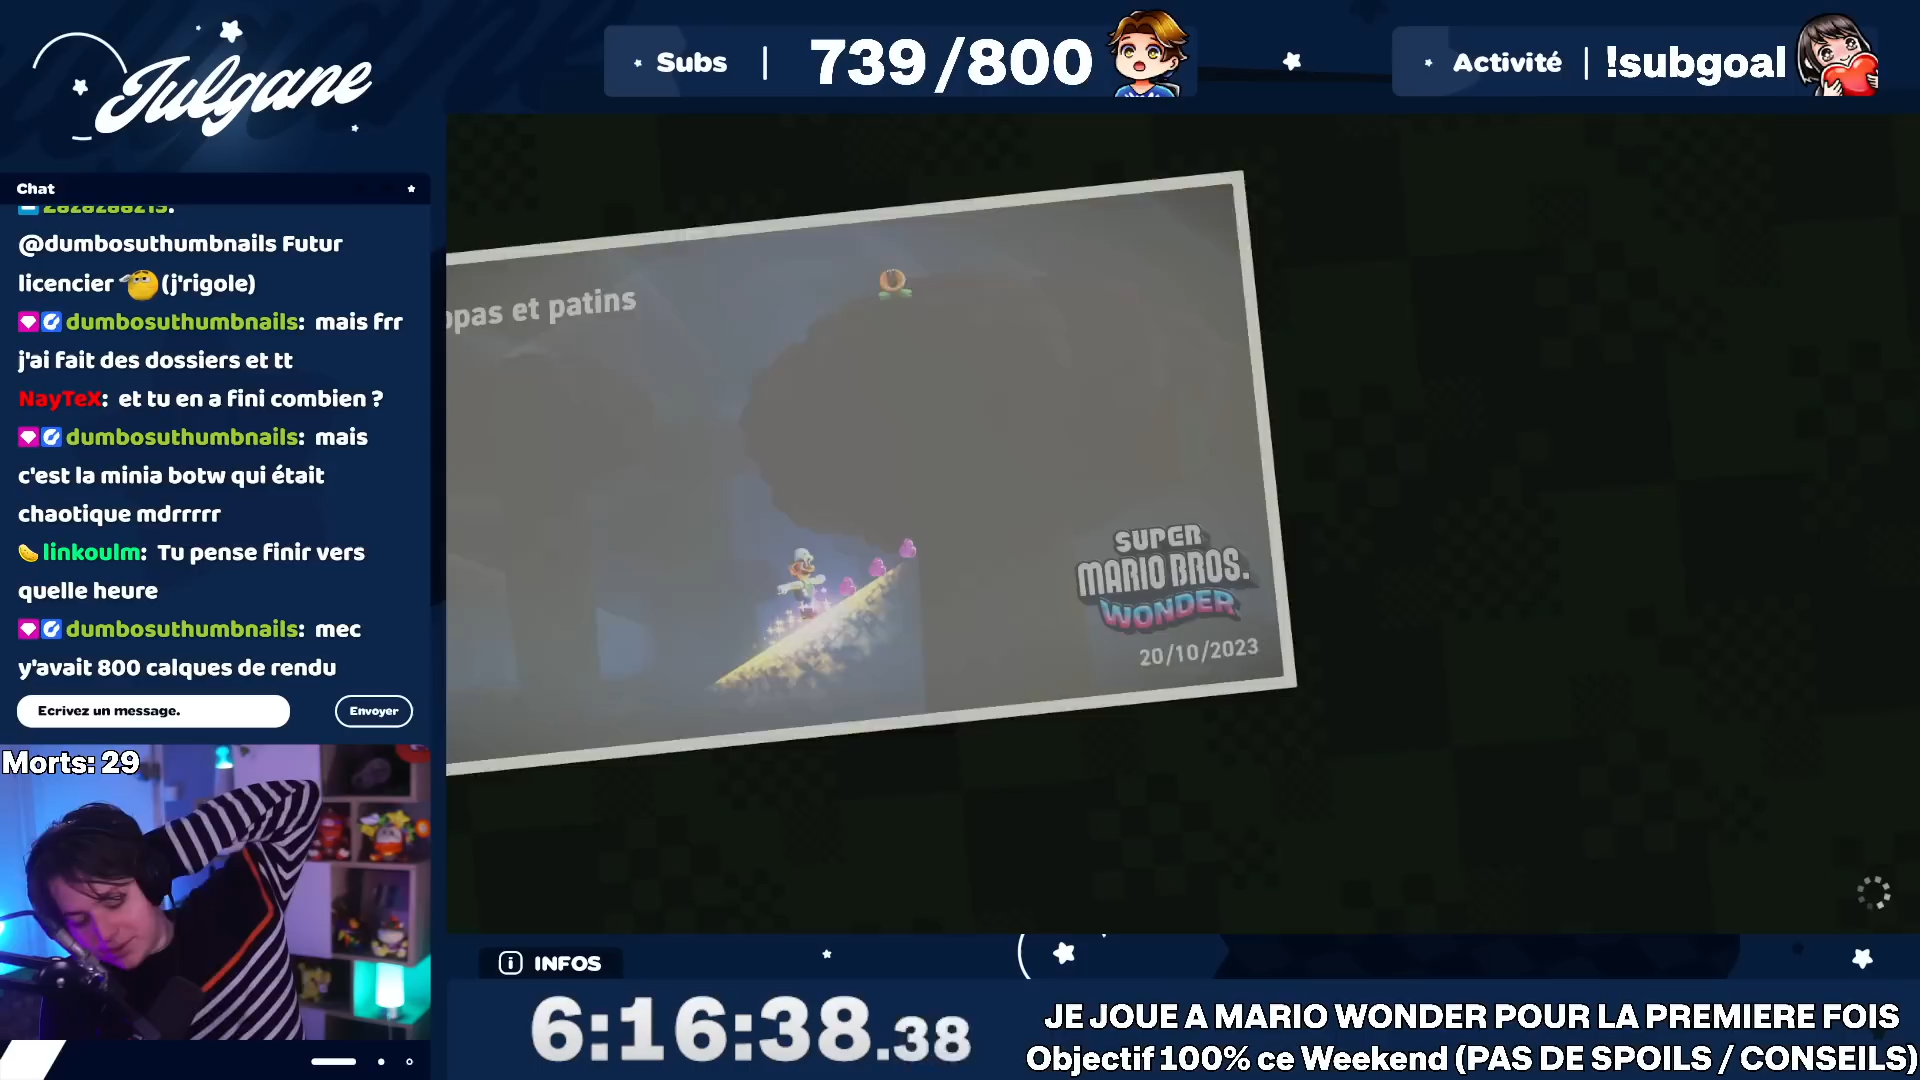 Julgane
Subs | 739/800
Activité | !subgoal
Chat
zazazaaz13:
@dumbosuthumbnails Futur
licencier (j'rigole)
dumbosuthumbnails: mais frr
j'ai fait des dossiers et tt
NayTeX: et tu en a fini combien ?
dumbosuthumbnails: mais
c'est la minia botw qui était
chaotique mdrrrrr
linkoulm: Tu pense finir vers
quelle heure
dumbosuthumbnails: mec
y'avait 800 calques de rendu
Ecrivez un message.
Envoyer
Morts: 29
ppas et patins
SUPER
MARIO BROS.
WONDER
20/10/2023
INFOS
6:16:38.38
JE JOUE A MARIO WONDER POUR LA PREMIERE FOIS
Objectif 100% ce Weekend (PAS DE SPOILS / CONSEILS)